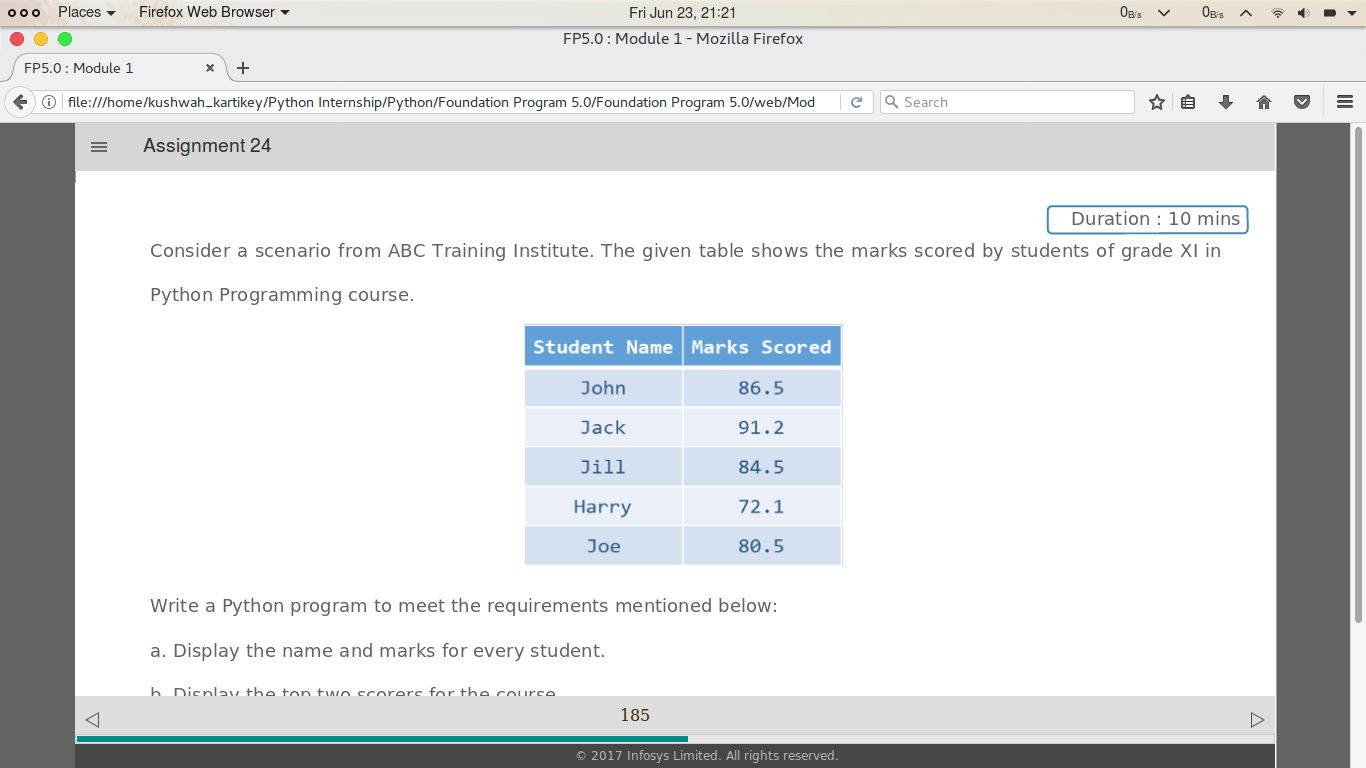 Places Firefox Web Browser Fri Jun 23, 21:21 0B/s 0B/s
FP5.0 : Module 1 - Mozilla Firefox
FP5.0 : Module 1
file:///home/kushwah_kartikey/Python Internship/Python/Foundation Program 5.0/Foundation Program 5.0/web/Mod Search
Assignment 24
Duration : 10 mins
Consider a scenario from ABC Training Institute. The given table shows the marks scored by students of grade XI in
Python Programming course.
Student Name Marks Scored
John 86.5
Jack 91.2
Jill 84.5
Harry 72.1
Joe 80.5
Write a Python program to meet the requirements mentioned below:
a. Display the name and marks for every student.
b. Display the top two scorers for the course.
185
© 2017 Infosys Limited. All rights reserved.